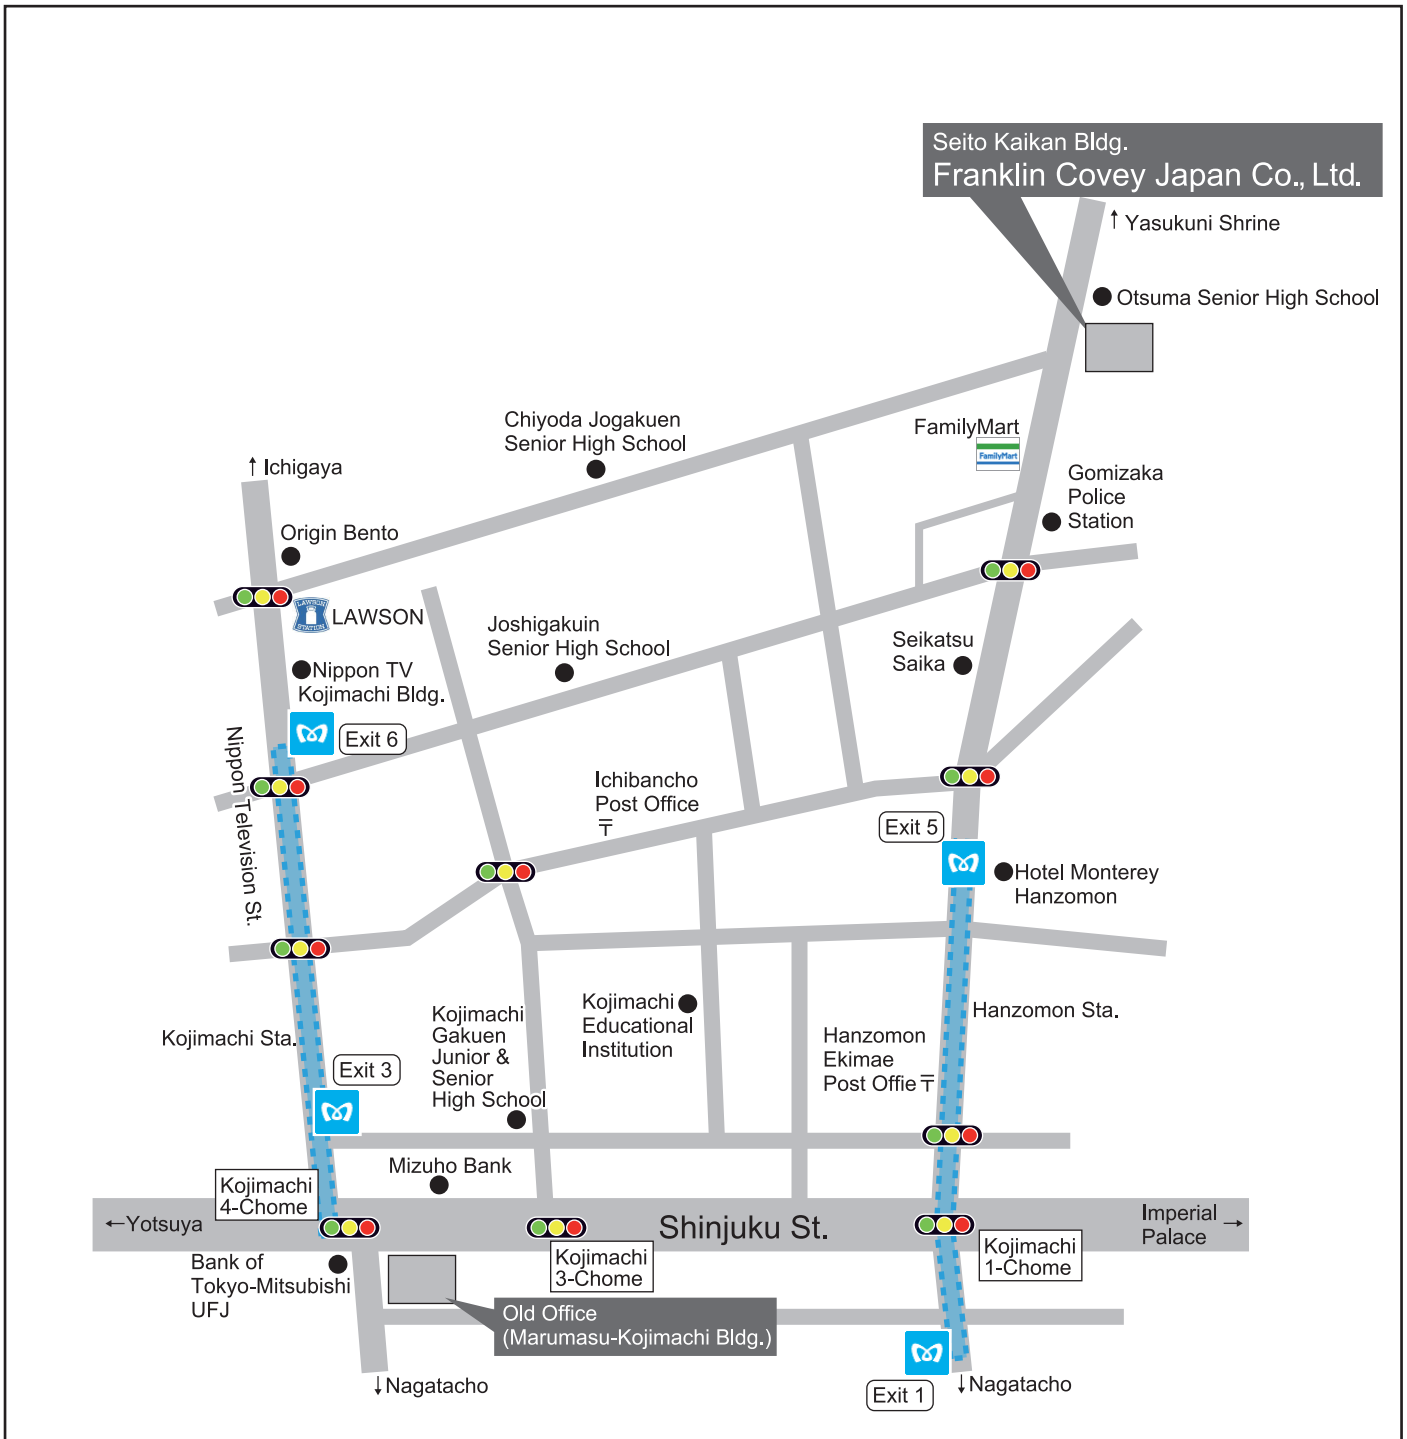 Seito Kaikan Bldg.
Franklin Covey Japan Co., Ltd.
↑ Yasukuni Shrine
Otsuma Senior High School
Chiyoda Jogakuen
Senior High School
FamilyMart
FamilyMart
↑ Ichigaya
Gomizaka
Police
Station
Origin Bento
LAWSON
STATION
LAWSON
Joshigakuin
Senior High School
Seikatsu
Saika
Nippon TV
Kojimachi Bldg.
Exit 6
Nippon Television St.
Ichibancho
Post Office
〒
Exit 5
Hotel Monterey
Hanzomon
Kojimachi
Educational
Institution
Hanzomon Sta.
Kojimachi
Gakuen
Junior &
Senior
High School
Kojimachi Sta.
Hanzomon
Ekimae
Post Offie 〒
Exit 3
Mizuho Bank
Kojimachi
4-Chome
←Yotsuya
Shinjuku St.
Imperial
Palace →
Kojimachi
3-Chome
Kojimachi
1-Chome
Bank of
Tokyo-Mitsubishi
UFJ
Old Office
(Marumasu-Kojimachi Bldg.)
↓Nagatacho
Exit 1
↓Nagatacho